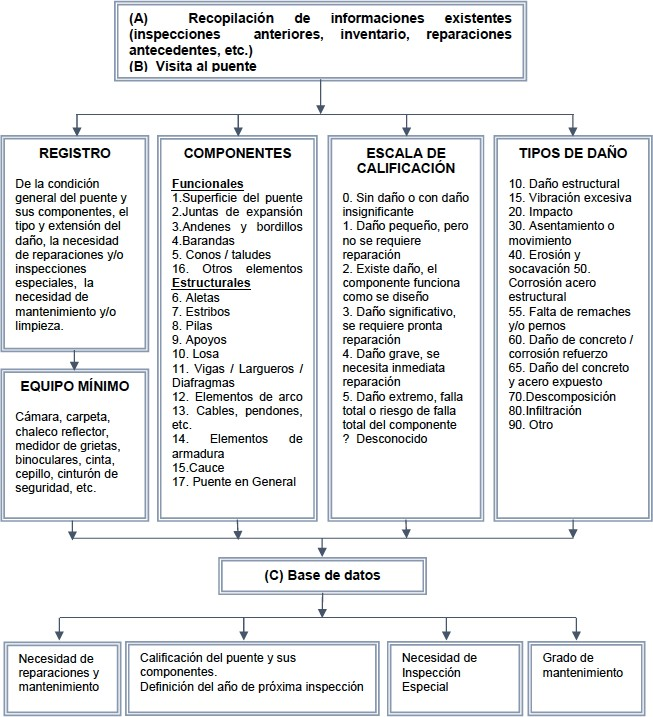 (A) Recopilación de informaciones existentes
(inspecciones anteriores, inventario, reparaciones
antecedentes, etc.)
(B) Visita al puente
REGISTRO
De la condición
general del puente y
sus componentes, el
tipo y extensión del
daño, la necesidad
de reparaciones y/o
inspecciones
especiales, la
necesidad de
mantenimiento y/o
limpieza.
EQUIPO MÍNIMO
Cámara, carpeta,
chaleco reflector,
medidor de grietas,
binoculares, cinta,
cepillo, cinturón de
seguridad, etc.
COMPONENTES
Funcionales
1.Superficie del puente
2.Juntas de expansión
3.Andenes y bordillos
4.Barandas
5. Conos / taludes
16. Otros elementos
Estructurales
6. Aletas
7. Estribos
8. Pilas
9. Apoyos
10. Losa
11. Vigas / Largueros /
Diafragmas
12. Elementos de arco
13. Cables, pendones,
etc.
14. Elementos de
armadura
15.Cauce
17. Puente en General
ESCALA DE
CALIFICACIÓN
0. Sin daño o con daño
insignificante
1. Daño pequeño, pero
no se requiere
reparación
2. Existe daño, el
componente funciona
como se diseño
3. Daño significativo,
se requiere pronta
reparación
4. Daño grave, se
necesita inmediata
reparación
5. Daño extremo, falla
total o riesgo de falla
total del componente
? Desconocido
TIPOS DE DAÑO
10. Daño estructural
15. Vibración excesiva
20. Impacto
30. Asentamiento o
movimiento
40. Erosión y
socavación 50.
Corrosión acero
estructural
55. Falta de remaches
y/o pernos
60. Daño de concreto /
corrosión refuerzo
65. Daño del concreto
y acero expuesto
70.Descomposición
80.Infiltración
90. Otro
(C) Base de datos
Necesidad de
reparaciones y
mantenimiento
Calificación del puente y sus
componentes.
Definición del año de próxima inspección
Necesidad de
Inspección
Especial
Grado de
mantenimiento